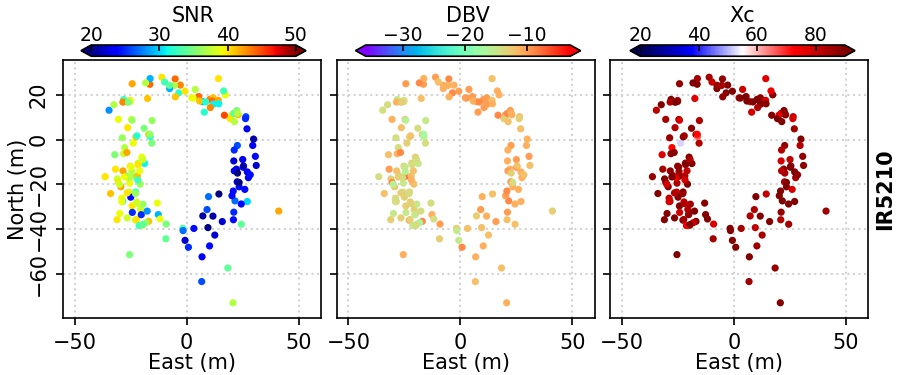 SNR DBV Xc
20 30 40 50 −30 −20 −10 20 40 60 80
20
0
−20
−40
−60
North (m)
−50 0 50 −50 0 50 −50 0 50
East (m) East (m) East (m)
IR5210